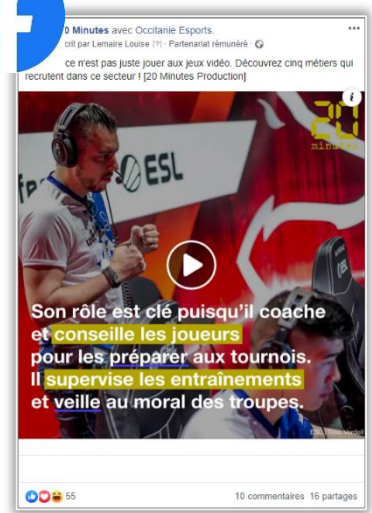 0 Minutes avec Occitanie Esports.
crit par Lemaire Louise [?] · Partenariat rémunéré ·
ce n'est pas juste jouer aux jeux vidéo. Découvrez cinq métiers qui
recrutent dans ce secteur ! [20 Minutes Production]
i
20
minutes
ESL
Son rôle est clé puisqu'il coache
et conseille les joueurs
pour les préparer aux tournois.
Il supervise les entraînements
et veille au moral des troupes.
55
10 commentaires 16 partages